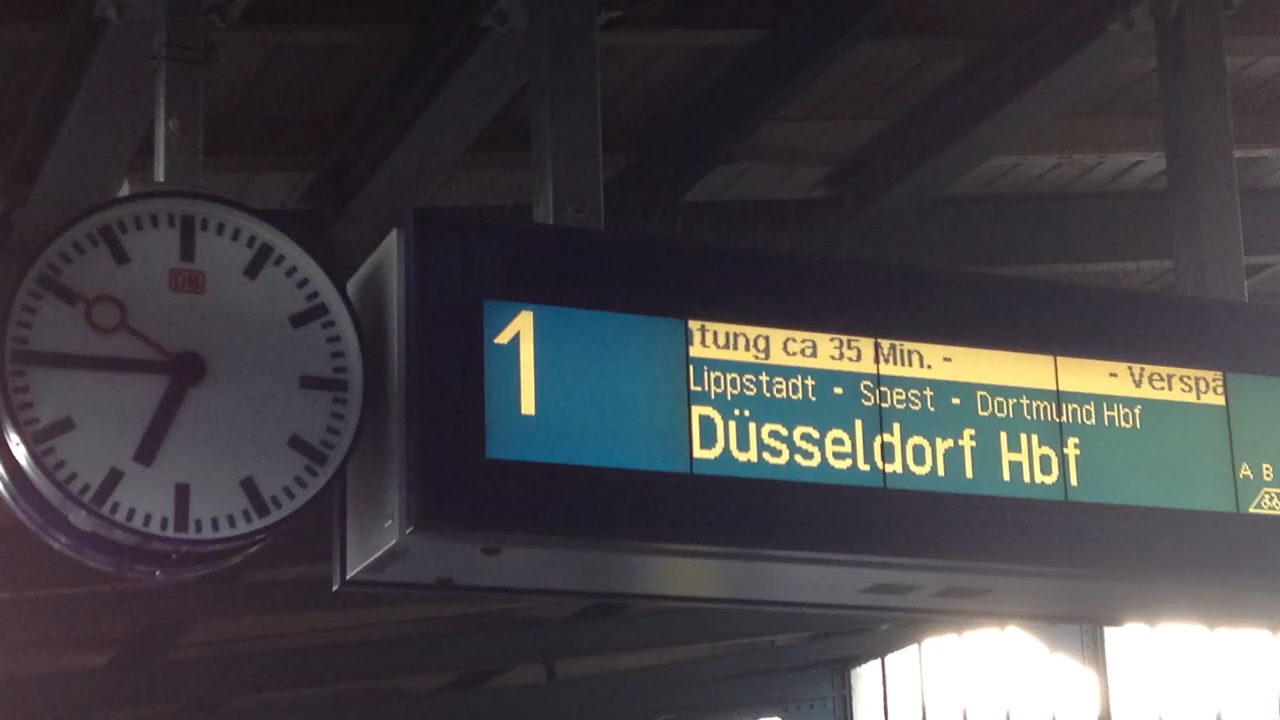 DB
1
tung ca 35 Min. -
- Verspä
Lippstadt - Soest - Dortmund Hbf
Düsseldorf Hbf
A B